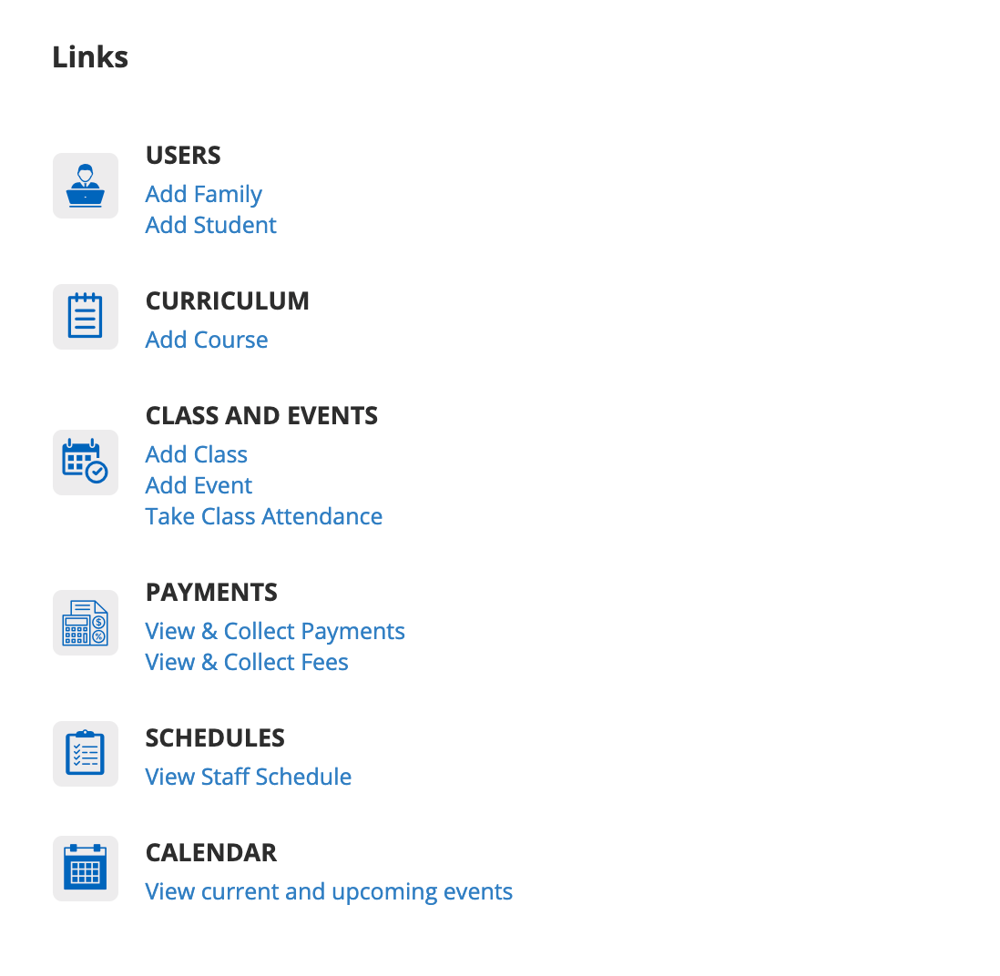 Links
USERS
Add Family
Add Student
CURRICULUM
Add Course
CLASS AND EVENTS
Add Class
Add Event
Take Class Attendance
PAYMENTS
View & Collect Payments
View & Collect Fees
SCHEDULES
View Staff Schedule
CALENDAR
View current and upcoming events